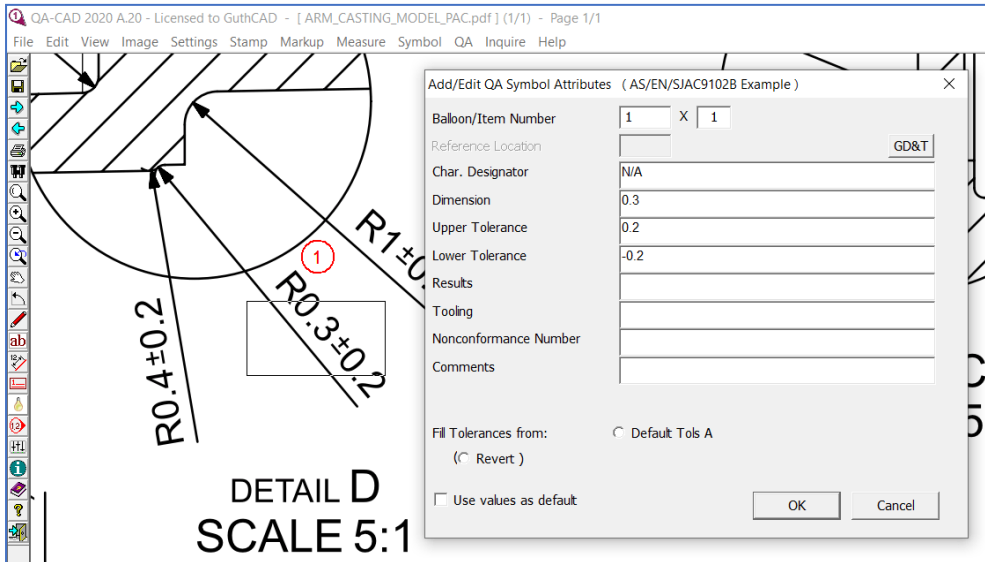 QA-CAD 2020 A.20 - Licensed to GuthCAD - [ ARM_CASTING_MODEL_PAC.pdf ] (1/1) - Page 1/1
File Edit View Image Settings Stamp Markup Measure Symbol QA Inquire Help
Add/Edit QA Symbol Attributes ( AS/EN/SJAC9102B Example )
Balloon/Item Number 1 X 1
Reference Location GD&T
Char. Designator N/A
Dimension 0.3
Upper Tolerance 0.2
Lower Tolerance -0.2
Results
Tooling
Nonconformance Number
Comments
Fill Tolerances from: Default Tols A
( Revert )
Use values as default
OK Cancel
1
R1±0.
R0.3±0.2
R0.4±0.2
DETAIL D
SCALE 5:1
C
5
ab